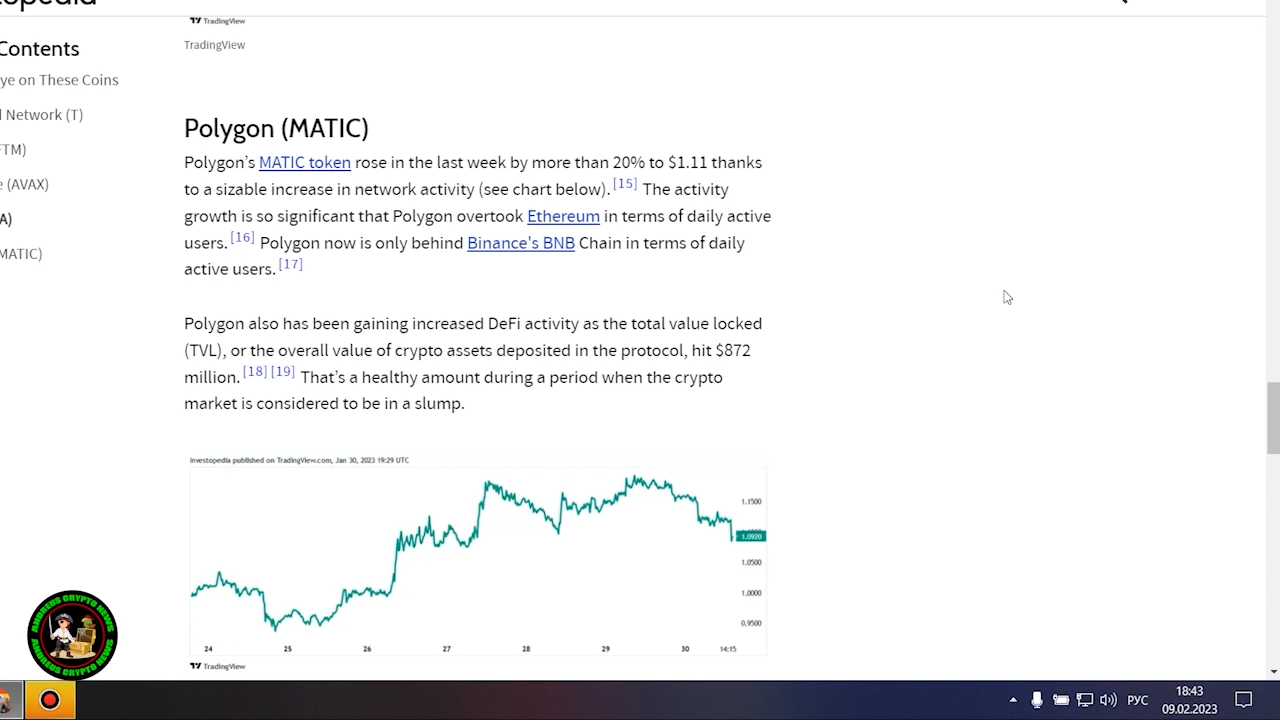 Contents
ye on These Coins
Network (T)
FTM)
(AVAX)
A)
MATIC)
TradingView
TradingView
Polygon (MATIC)
Polygon's MATIC token rose in the last week by more than 20% to $1.11 thanks
to a sizable increase in network activity (see chart below). [15] The activity
growth is so significant that Polygon overtook Ethereum in terms of daily active
users. [16] Polygon now is only behind Binance's BNB Chain in terms of daily
active users. [17]
Polygon also has been gaining increased DeFi activity as the total value locked
(TVL), or the overall value of crypto assets deposited in the protocol, hit $872
million. [18] [19] That's a healthy amount during a period when the crypto
market is considered to be in a slump.
Investopedia published on TradingView.com, Jan 30, 2023 19:29 UTC
1.1500
1.0920
1.0500
1.0000
0.9500
24 25 26 27 28 29 30 14:15
TradingView
ANDREUS CRYPTO NEWS
ANDREUS CRYPTO NEWS
РУС
18:43
09.02.2023